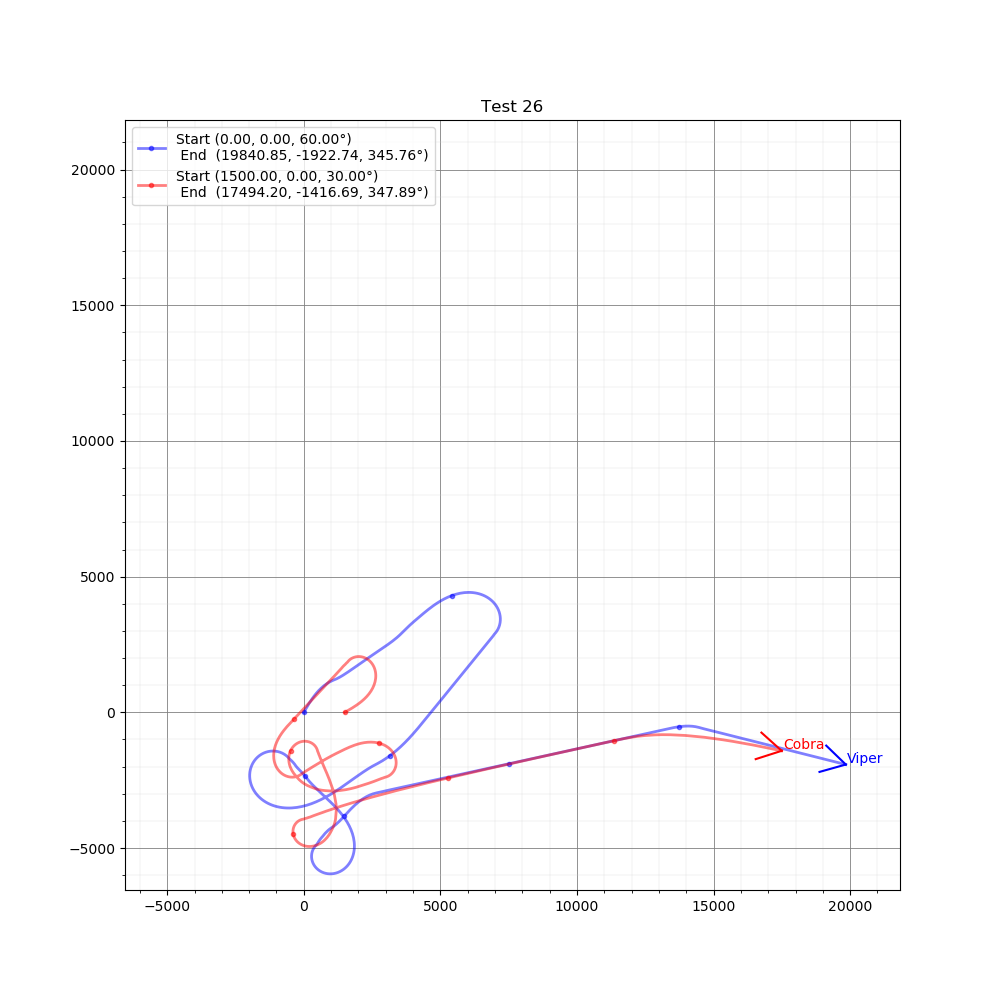 Test 26
Start (0.00, 0.00, 60.00°)
End  (19840.85, -1922.74, 345.76°)
Start (1500.00, 0.00, 30.00°)
End  (17494.20, -1416.69, 347.89°)
20000
15000
10000
5000
0
−5000
Cobra
Viper
−5000 0 5000 10000 15000 20000